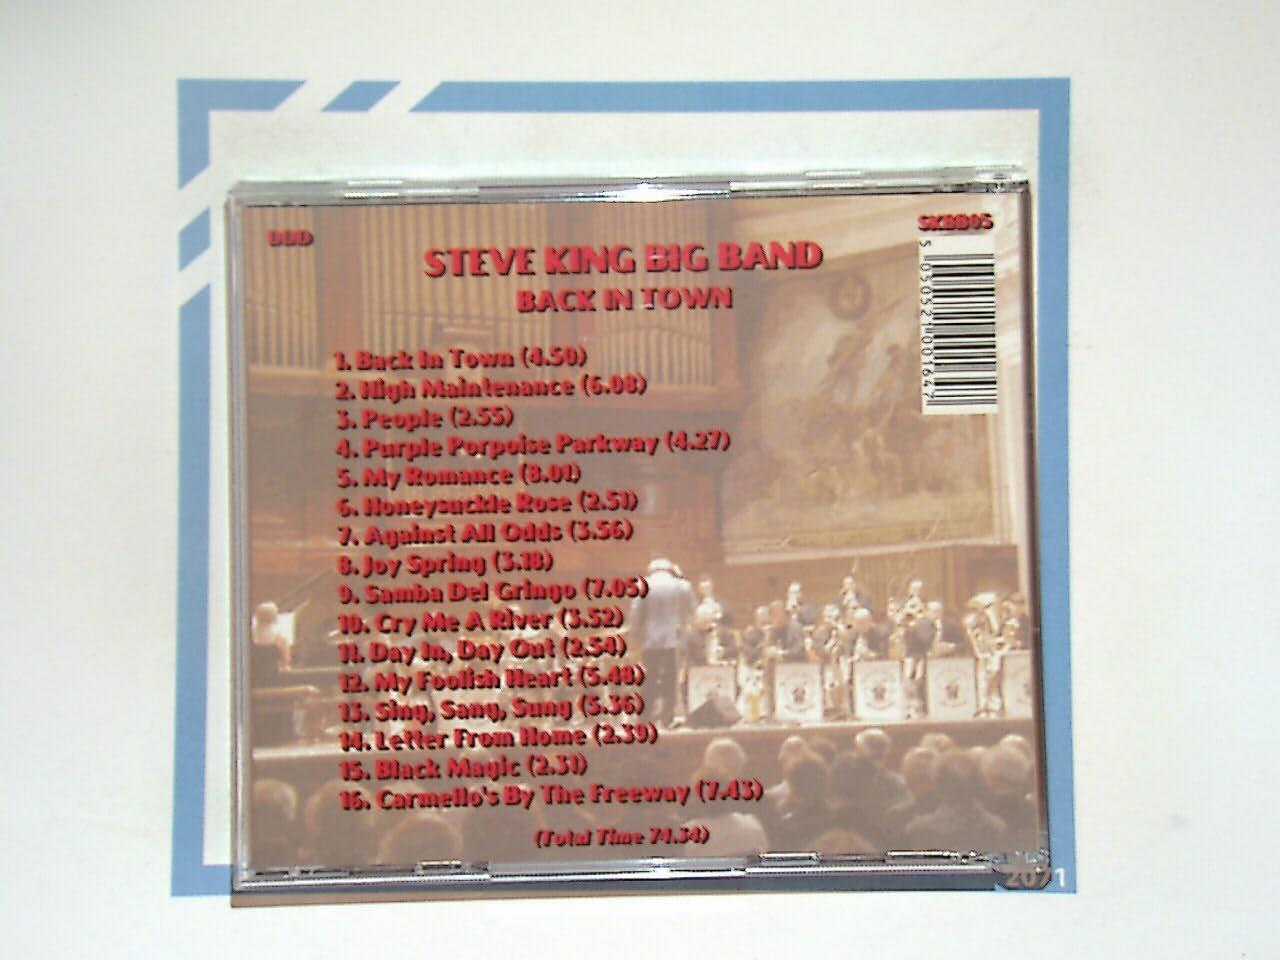 DDD
SKBB05
STEVE KING BIG BAND
BACK IN TOWN
5 050521 001647
1. Back In Town (4.50)
2. High Maintenance (6.08)
3. People (2.55)
4. Purple Porpoise Parkway (4.27)
5. My Romance (8.01)
6. Honeysuckle Rose (2.51)
7. Against All Odds (3.56)
8. Joy Spring (3.18)
9. Samba Del Gringo (7.05)
10. Cry Me A River (3.52)
11. Day In, Day Out (2.54)
12. My Foolish Heart (5.48)
13. Sing, Sang, Sung (5.36)
14. Letter From Home (2.39)
15. Black Magic (2.31)
16. Carmello's By The Freeway (7.43)
(Total Time 74.34)
2071